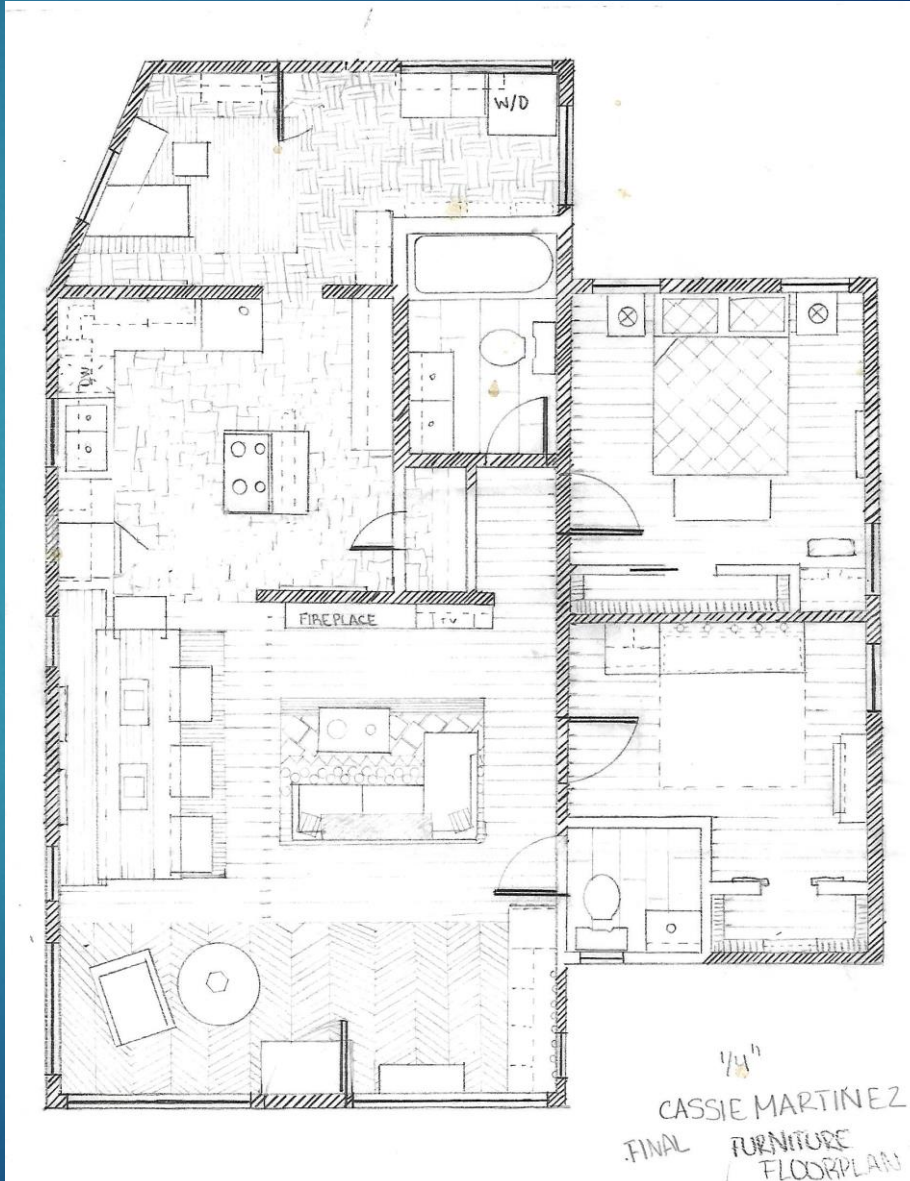 W/D
DW
FIREPLACE
TV
1/4"
CASSIE MARTINEZ
FINAL FURNITURE
FLOORPLAN